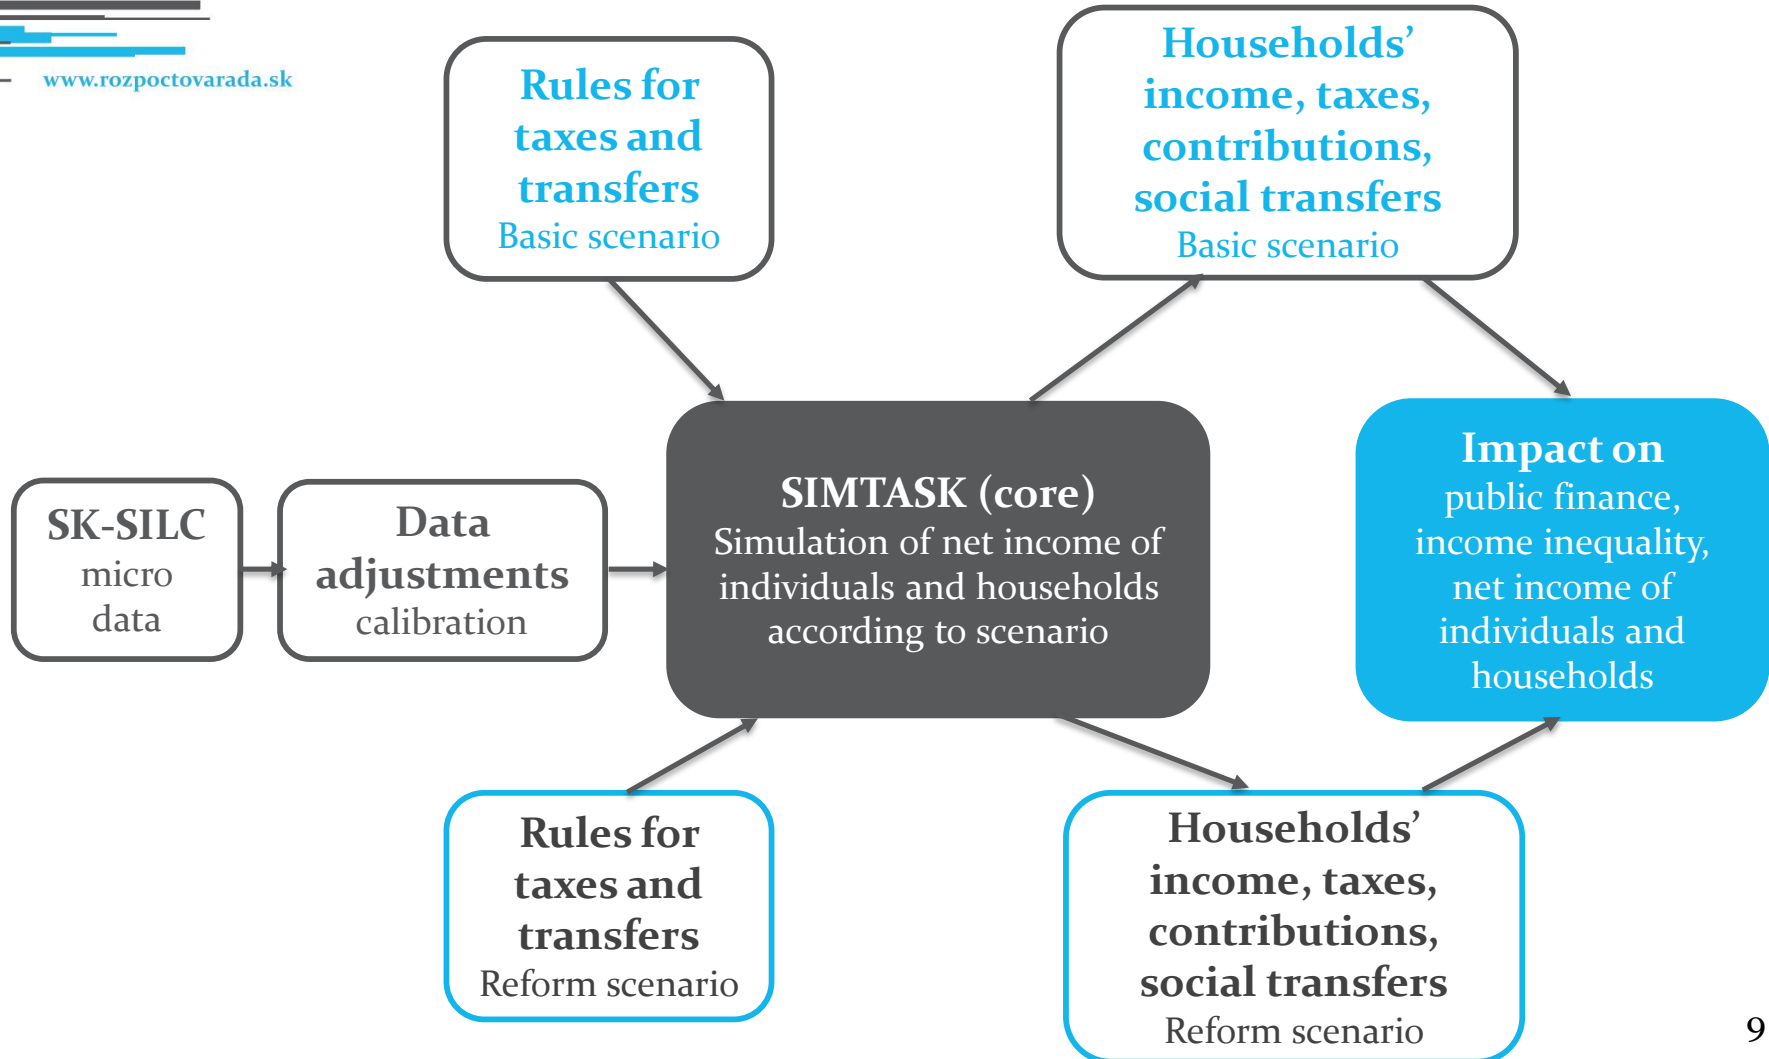 www.rozpoctovarada.sk
Rules for
taxes and
transfers
Basic scenario
Households’
income, taxes,
contributions,
social transfers
Basic scenario
SK-SILC
micro
data
Data
adjustments
calibration
SIMTASK (core)
Simulation of net income of
individuals and households
according to scenario
Impact on
public finance,
income inequality,
net income of
individuals and
households
Rules for
taxes and
transfers
Reform scenario
Households’
income, taxes,
contributions,
social transfers
Reform scenario
9